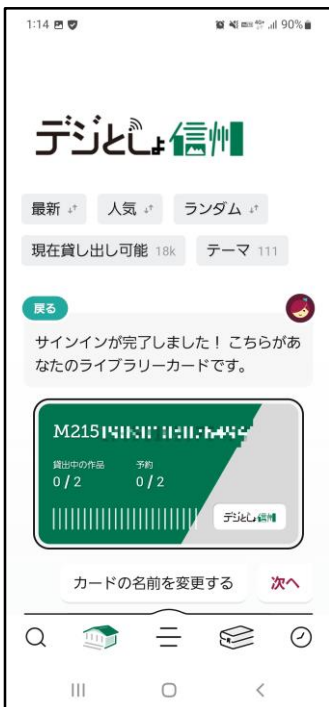 1:14 90%
デジとしょ信州
最新
人気
ランダム
現在貸し出し可能 18k
テーマ 111
戻る
サインインが完了しました！ こちらがあ
なたのライブラリーカードです。
M215
貸出中の作品 予約
0 / 2 0 / 2
デジとしょ信州
カードの名前を変更する 次へ